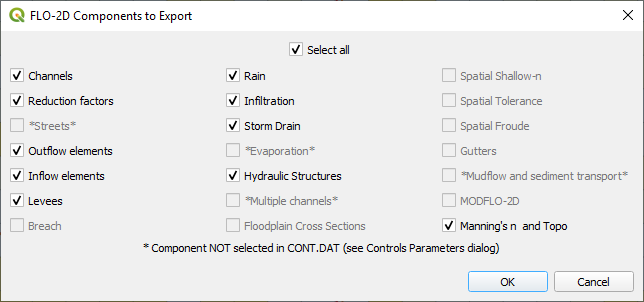 FLO-2D Components to Export
Select all
Channels
Rain
Spatial Shallow-n
Reduction factors
Infiltration
Spatial Tolerance
*Streets*
Storm Drain
Spatial Froude
Outflow elements
*Evaporation*
Gutters
Inflow elements
Hydraulic Structures
*Mudflow and sediment transport*
Levees
*Multiple channels*
MODFLO-2D
Breach
Floodplain Cross Sections
Manning's n and Topo
* Component NOT selected in CONT.DAT (see Controls Parameters dialog)
OK
Cancel